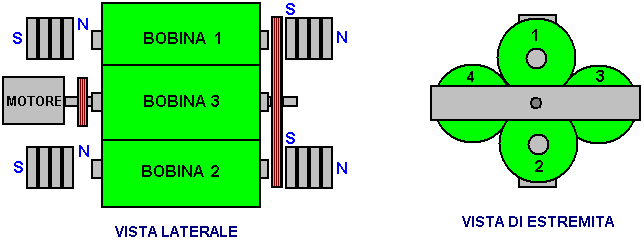 S N
BOBINA 1
S
N
MOTORE
BOBINA 3
S N
BOBINA 2
S
N
VISTA LATERALE
1
4
3
2
VISTA DI ESTREMITA